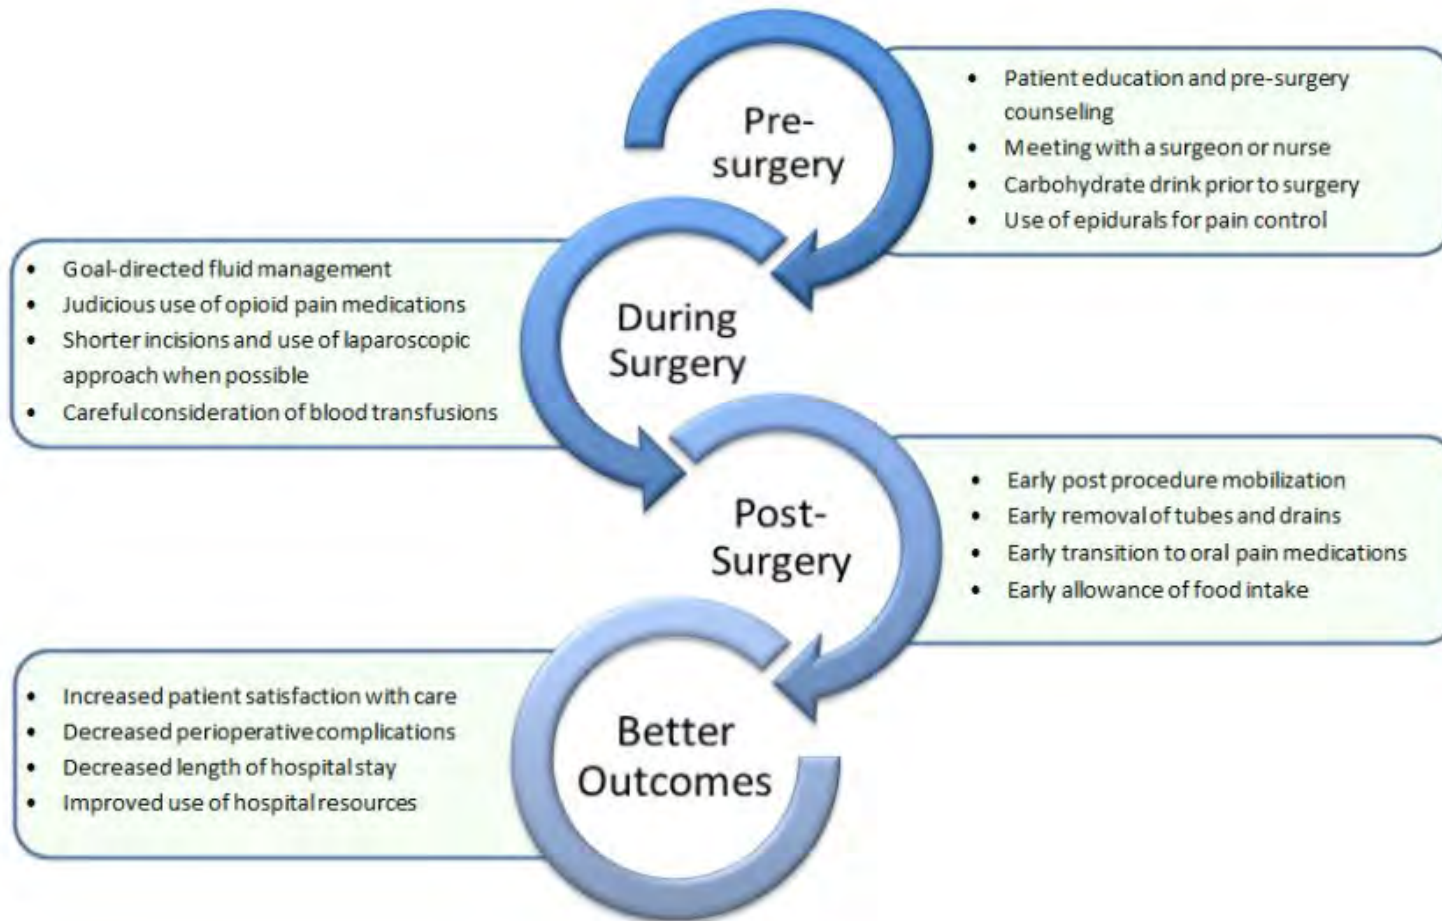 Pre-
surgery
• Patient education and pre-surgery
counseling
• Meeting with a surgeon or nurse
• Carbohydrate drink prior to surgery
• Use of epidurals for pain control
During
Surgery
• Goal-directed fluid management
• Judicious use of opioid pain medications
• Shorter incisions and use of laparoscopic
approach when possible
• Careful consideration of blood transfusions
Post-
Surgery
• Early post procedure mobilization
• Early removal of tubes and drains
• Early transition to oral pain medications
• Early allowance of food intake
Better
Outcomes
• Increased patient satisfaction with care
• Decreased perioperative complications
• Decreased length of hospital stay
• Improved use of hospital resources